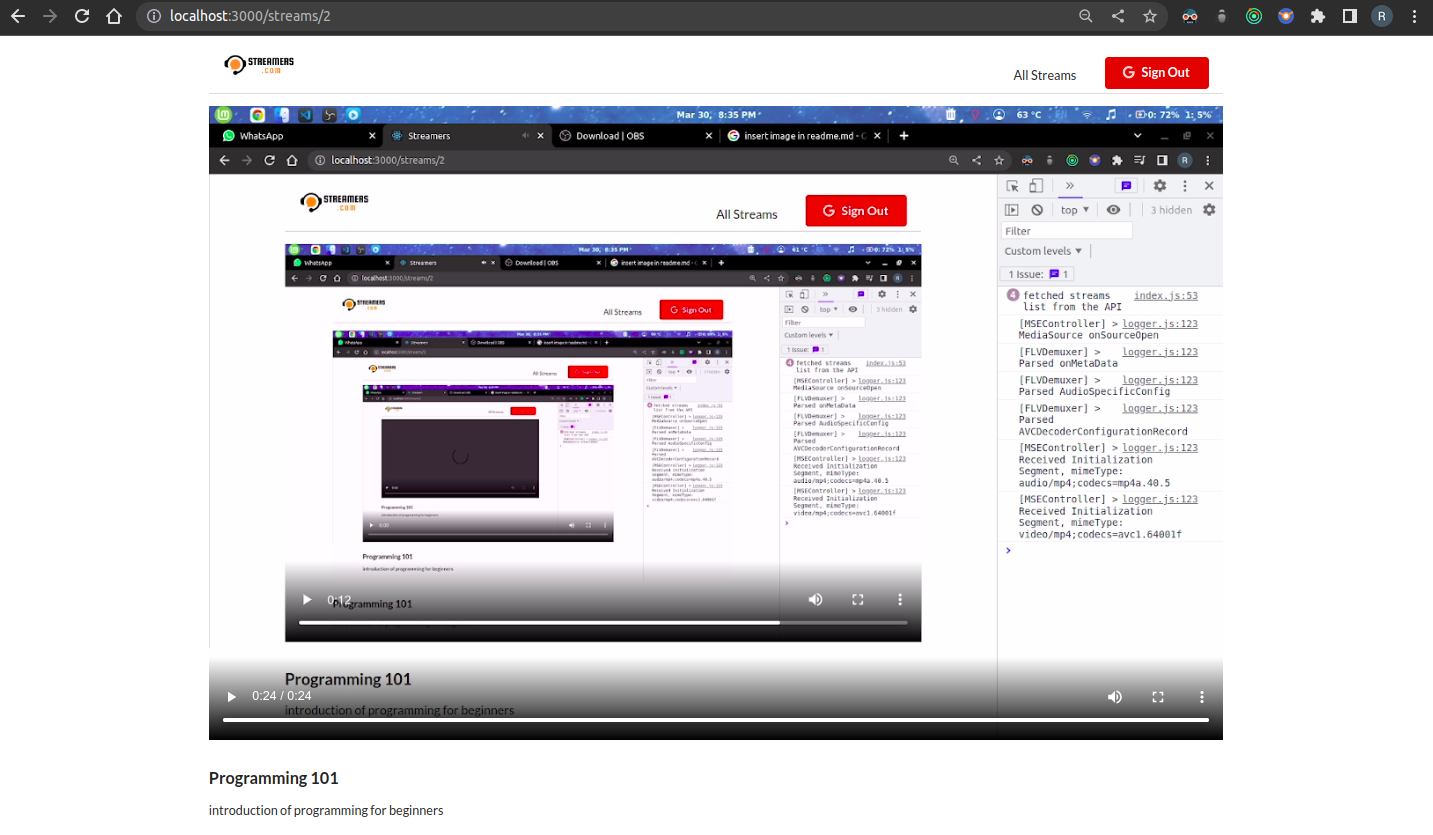 localhost:3000/streams/2
R
STREAMERS
.COM
All Streams
G Sign Out
Mar 30, 8:35 PM
63 °C
0: 72% 1: 5%
WhatsApp
Streamers
Download | OBS
insert image in readme.md - G
localhost:3000/streams/2
R
STREAMERS
.COM
All Streams
G Sign Out
top
3 hidden
Filter
Custom levels
1 Issue: 1
4 fetched streams list from the API index.js:53
[MSEController] > logger.js:123
MediaSource onSourceOpen
[FLVDemuxer] > logger.js:123
Parsed onMetaData
[FLVDemuxer] > logger.js:123
Parsed AudioSpecificConfig
[FLVDemuxer] > logger.js:123
Parsed
AVCDecoderConfigurationRecord
[MSEController] > logger.js:123
Received Initialization
Segment, mimeType:
audio/mp4;codecs=mp4a.40.5
[MSEController] > logger.js:123
Received Initialization
Segment, mimeType:
video/mp4;codecs=avc1.64001f
Mar 30, 8:35 PM
61 °C
0: 72% 1: 5%
WhatsApp
Streamers
Download | OBS
insert image in readme.md - G
localhost:3000/streams/2
STREAMERS
.COM
All Streams
G Sign Out
top
3 hidden
Filter
Custom levels
1 Issue: 1
4 fetched streams index.js:53
list from the API
[MSEController] > logger.js:123
MediaSource onSourceOpen
[FLVDemuxer] > logger.js:123
Parsed onMetaData
[FLVDemuxer] > logger.js:123
Parsed AudioSpecificConfig
[FLVDemuxer] > logger.js:123
Parsed
AVCDecoderConfigurationRecord
[MSEController] > logger.js:123
Received Initialization
Segment, mimeType:
audio/mp4;codecs=mp4a.40.5
[MSEController] > logger.js:123
Received Initialization
Segment, mimeType:
video/mp4;codecs=avc1.64001f
All Streams
Programming 101
0:00
Programming 101
introduction of programming for beginners
0:12
Programming 101
Programming 101
introduction of programming for beginners
0:24 / 0:24
Programming 101
introduction of programming for beginners